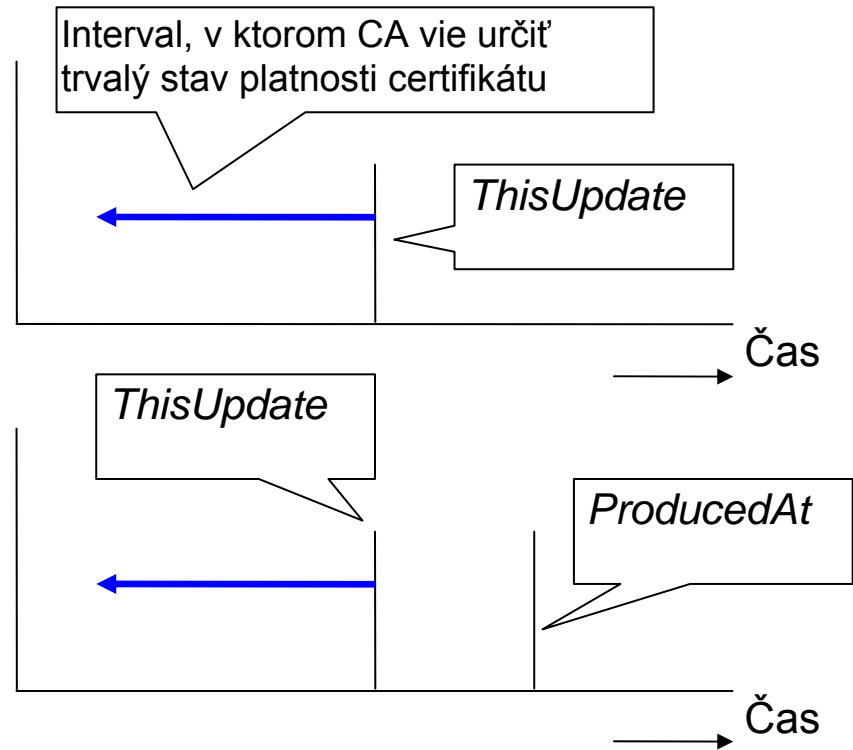 Interval, v ktorom CA vie určiť
trvalý stav platnosti certifikátu
ThisUpdate
Čas
ThisUpdate
ProducedAt
Čas